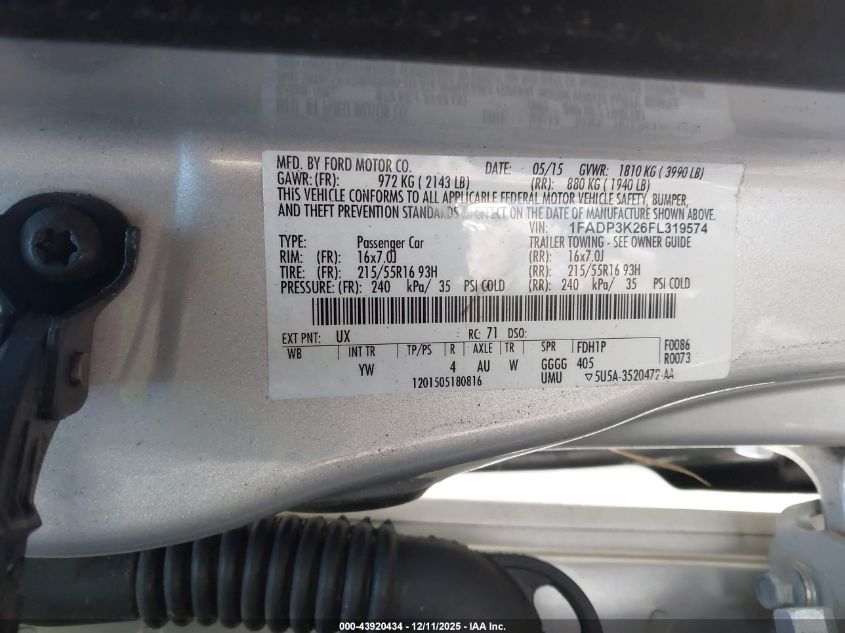 MFD. BY FORD MOTOR CO. DATE: 05/15 GVWR: 1810 KG ( 3990 LB)
GAWR: (FR): 972 KG ( 2143 LB) (RR): 880 KG ( 1940 LB)
THIS VEHICLE CONFORMS TO ALL APPLICABLE FEDERAL MOTOR VEHICLE SAFETY, BUMPER,
AND THEFT PREVENTION STANDARDS IN EFFECT ON THE DATE OF MANUFACTURE SHOWN ABOVE.
VIN: 1FADP3K26FL319574
TYPE: Passenger Car TRAILER TOWING - SEE OWNER GUIDE
RIM: (FR): 16x7.0J (RR): 16x7.0J
TIRE: (FR): 215/55R16 93H (RR): 215/55R16 93H
PRESSURE: (FR): 240 kPa/ 35 PSI COLD (RR): 240 kPa/ 35 PSI COLD
EXT PNT: UX RC: 71 DSO:
WB INT TR TP/PS R AXLE TR SPR FDH1P F0086
YW 4 AU W GGGG 405 R0073
1201505180816 UMU ▽5U5A-3520472-AA
000-43920434 - 12/11/2025 - IAA Inc.